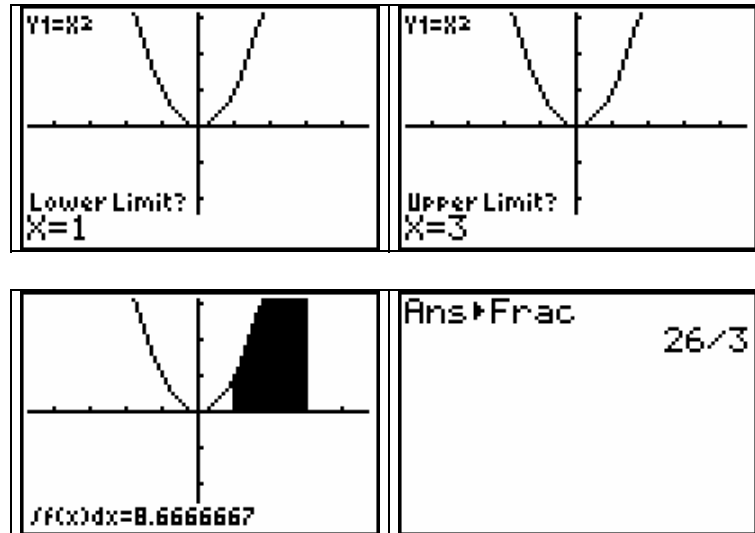 Y1=X2
Lower Limit?
X=1
Y1=X2
Upper Limit?
X=3
∫f(x)dx=8.6666667
Ans▶Frac
26/3